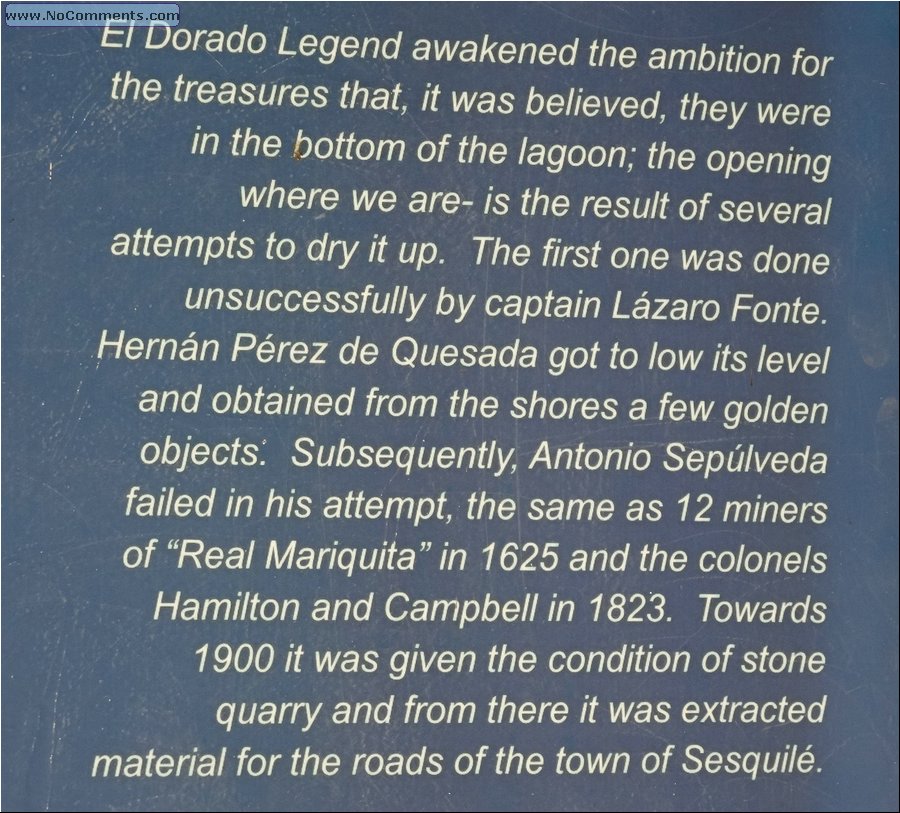 www.NoComments.com
El Dorado Legend awakened the ambition for
the treasures that, it was believed, they were
in the bottom of the lagoon; the opening
where we are- is the result of several
attempts to dry it up. The first one was done
unsuccessfully by captain Lázaro Fonte.
Hernán Pérez de Quesada got to low its level
and obtained from the shores a few golden
objects. Subsequently, Antonio Sepúlveda
failed in his attempt, the same as 12 miners
of “Real Mariquita” in 1625 and the colonels
Hamilton and Campbell in 1823. Towards
1900 it was given the condition of stone
quarry and from there it was extracted
material for the roads of the town of Sesquilé.